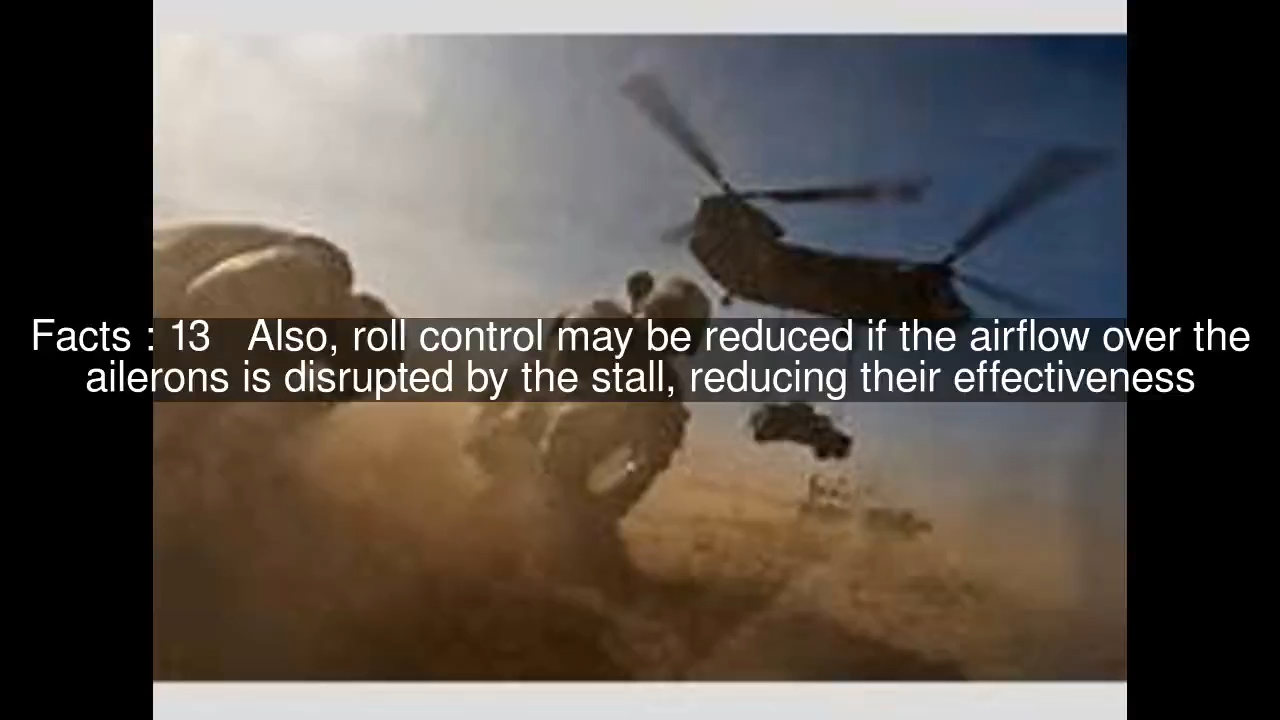 Facts : 13   Also, roll control may be reduced if the airflow over the
ailerons is disrupted by the stall, reducing their effectiveness